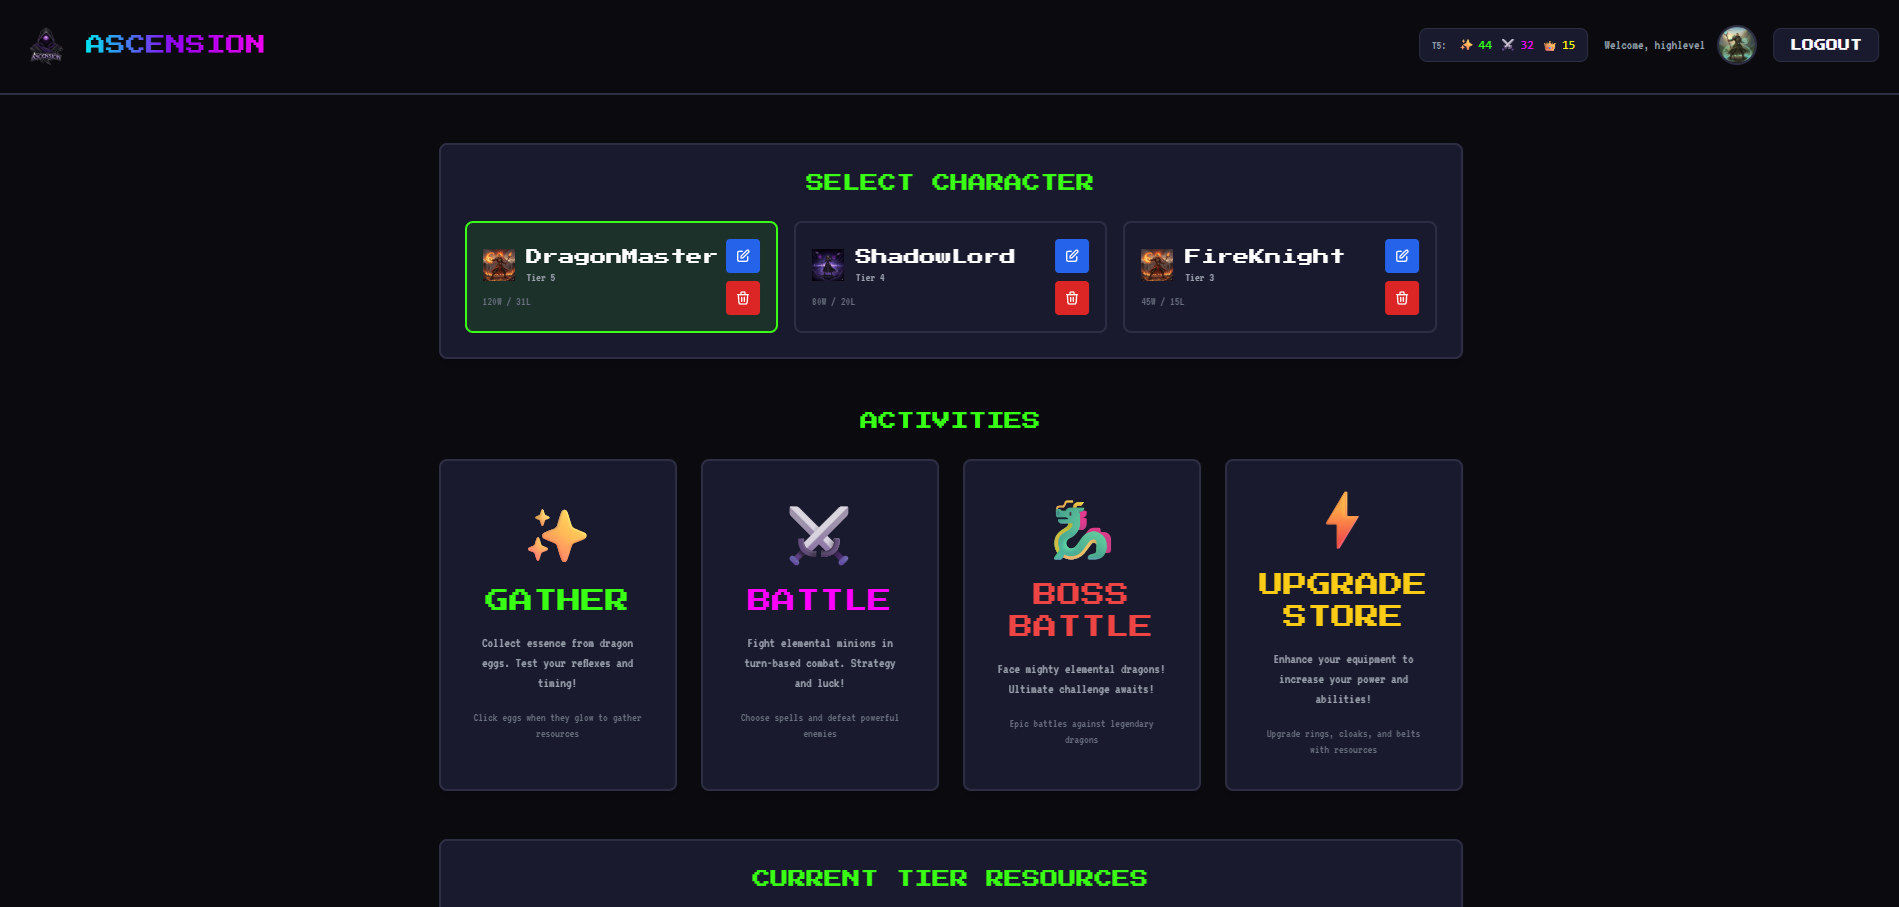 ASCENSION
ASCENSION
T5: 44 32 15
Welcome, highlevel
LOGOUT
SELECT CHARACTER
DragonMaster
Tier 5
120W / 31L
ShadowLord
Tier 4
80W / 20L
FireKnight
Tier 3
45W / 15L
ACTIVITIES
GATHER
Collect essence from dragon
eggs. Test your reflexes and
timing!
Click eggs when they glow to gather
resources
BATTLE
Fight elemental minions in
turn-based combat. Strategy
and luck!
Choose spells and defeat powerful
enemies
BOSS
BATTLE
Face mighty elemental dragons!
Ultimate challenge awaits!
Epic battles against legendary
dragons
UPGRADE
STORE
Enhance your equipment to
increase your power and
abilities!
Upgrade rings, cloaks, and belts
with resources
CURRENT TIER RESOURCES